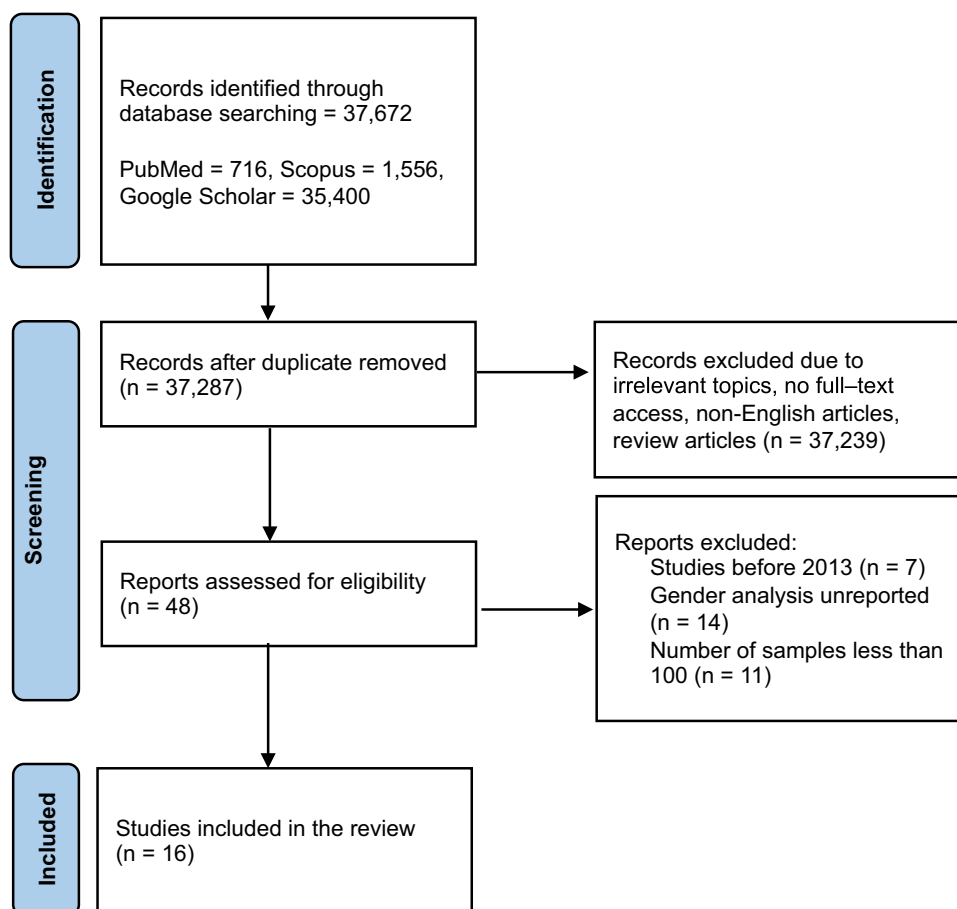 Identification
Records identified through
database searching = 37,672
PubMed = 716, Scopus = 1,556,
Google Scholar = 35,400
Screening
Records after duplicate removed
(n = 37,287)
Records excluded due to
irrelevant topics, no full–text
access, non-English articles,
review articles (n = 37,239)
Reports assessed for eligibility
(n = 48)
Reports excluded:
Studies before 2013 (n = 7)
Gender analysis unreported
(n = 14)
Number of samples less than
100 (n = 11)
Included
Studies included in the review
(n = 16)